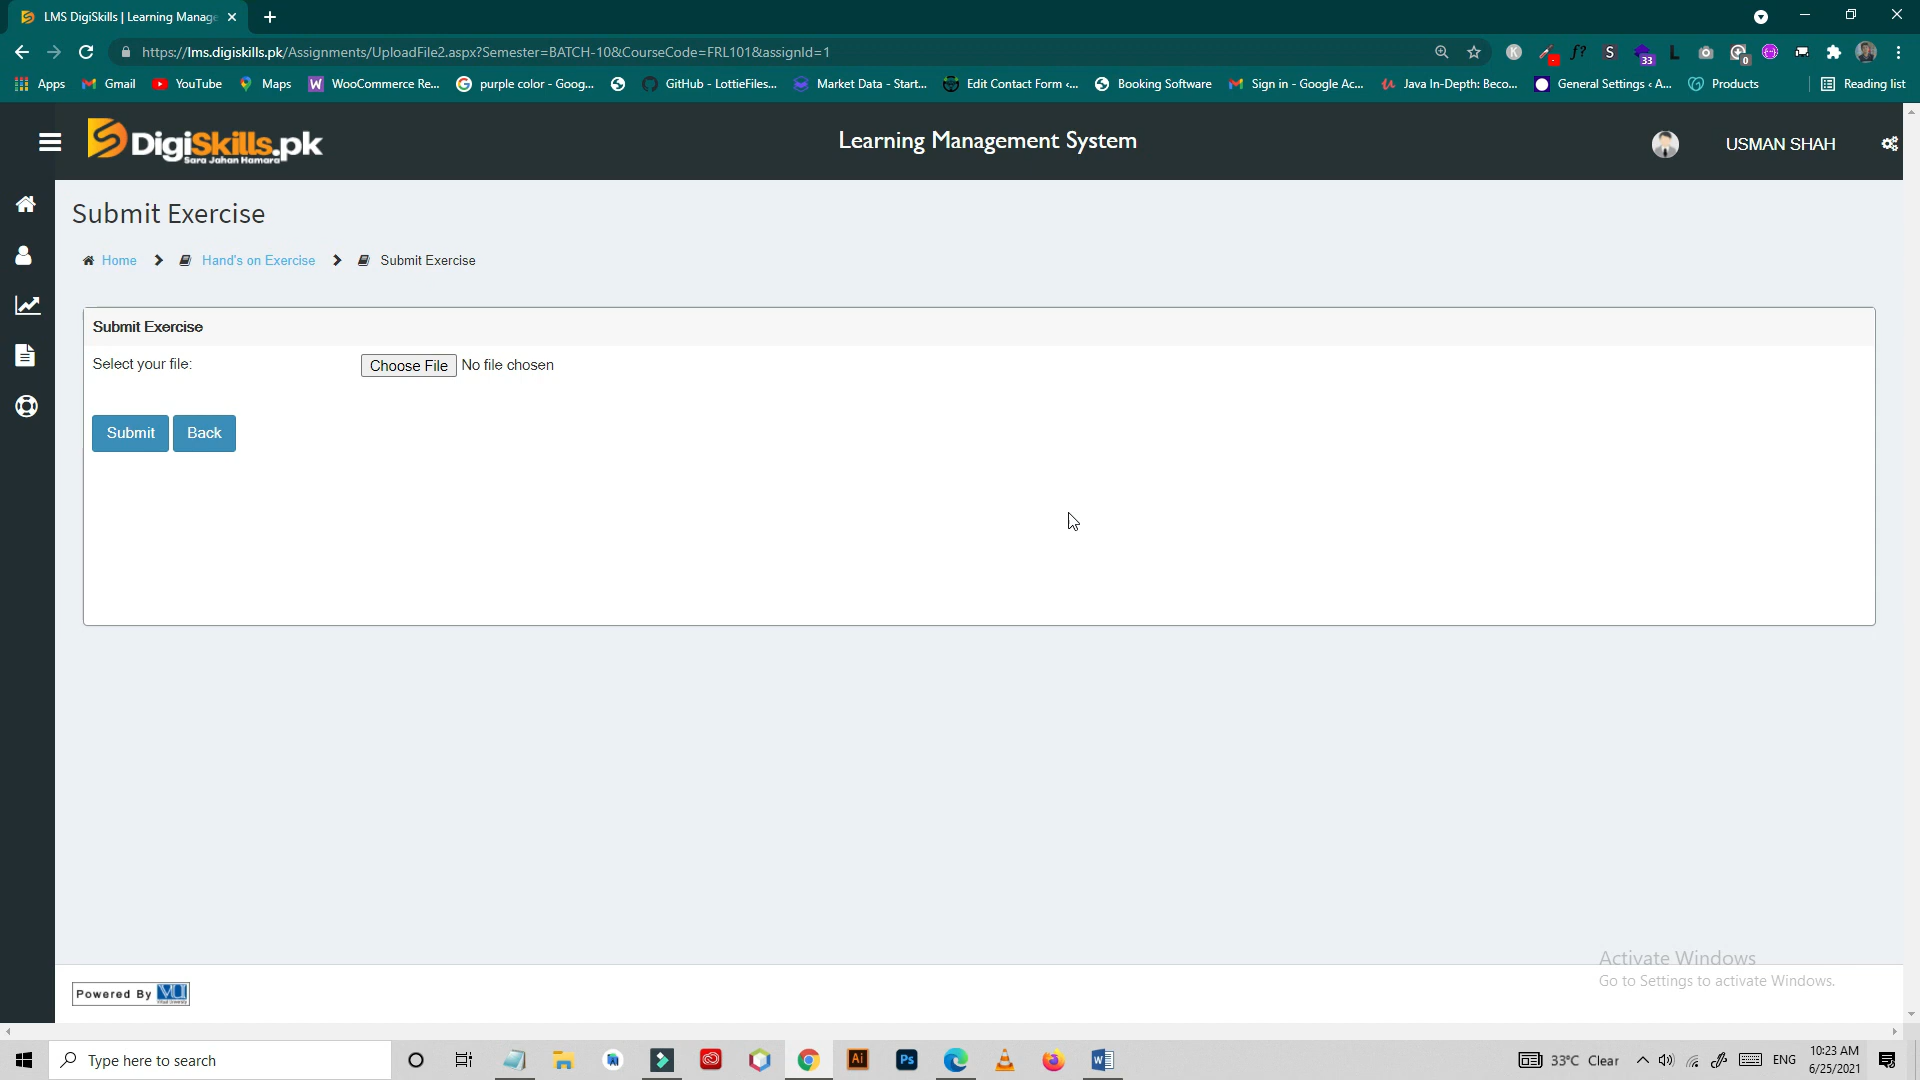 LMS DigiSkills | Learning Manage
https://lms.digiskills.pk/Assignments/UploadFile2.aspx?Semester=BATCH-10&CourseCode=FRL101&assignId=1
33
0
Apps Gmail YouTube Maps WooCommerce Re... purple color - Goog... GitHub - LottieFiles... Market Data - Start... Edit Contact Form ‹... Booking Software Sign in - Google Ac... Java In-Depth: Beco... General Settings ‹ A... Products Reading list
DigiSkills.pk
Sara Jahan Hamara
Learning Management System
USMAN SHAH
Submit Exercise
Home Hand's on Exercise Submit Exercise
Submit Exercise
Select your file: Choose File No file chosen
Submit Back
Activate Windows
Go to Settings to activate Windows.
Powered By VU
Type here to search
Ai
Ps
33°C Clear
ENG
10:23 AM
6/25/2021